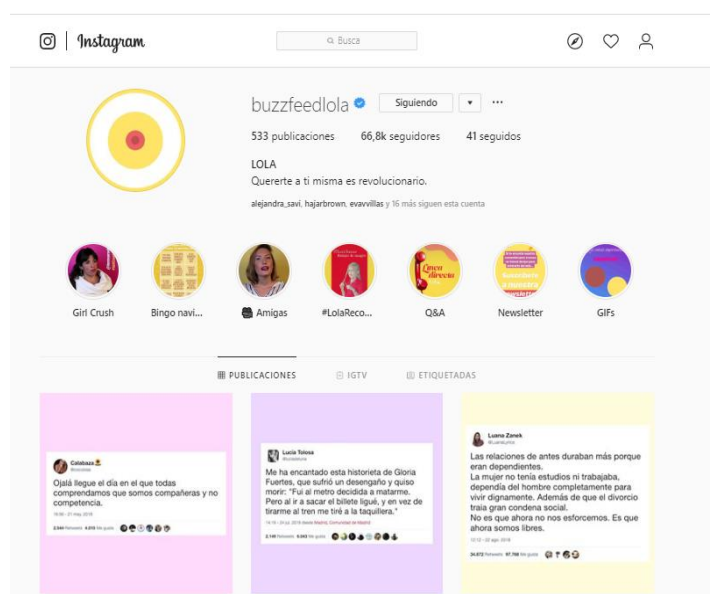 Instagram
Busca
buzzfeedlola
Siguiendo
533 publicaciones 66,8k seguidores 41 seguidos
LOLA
Quererte a ti misma es revolucionario.
alejandra_savi, hajarbrown, evavvillas y 16 más siguen esta cuenta
Línea
directa
Girl Crush
Bingo navi...
Amigas
#LolaReco...
Q&A
Newsletter
GIFs
PUBLICACIONES
IGTV
ETIQUETADAS
Calabaza
Ojalá llegue el día en el que todas
comprendamos que somos compañeras y no
competencia.
Lucía Tolosa
Me ha encantado esta historieta de Gloria
Fuertes, que sufrió un desengaño y quiso
morir: "Fui al metro decidida a matarme.
Pero al ir a sacar el billete ligué, y en vez de
tirarme al tren me tiré a la taquillera."
Luana Zanek
Las relaciones de antes duraban más porque
eran dependientes.
La mujer no tenía estudios ni trabajaba,
dependía del hombre completamente para
vivir dignamente. Además de que el divorcio
traia gran condena social.
No es que ahora no nos esforcemos. Es que
ahora somos libres.